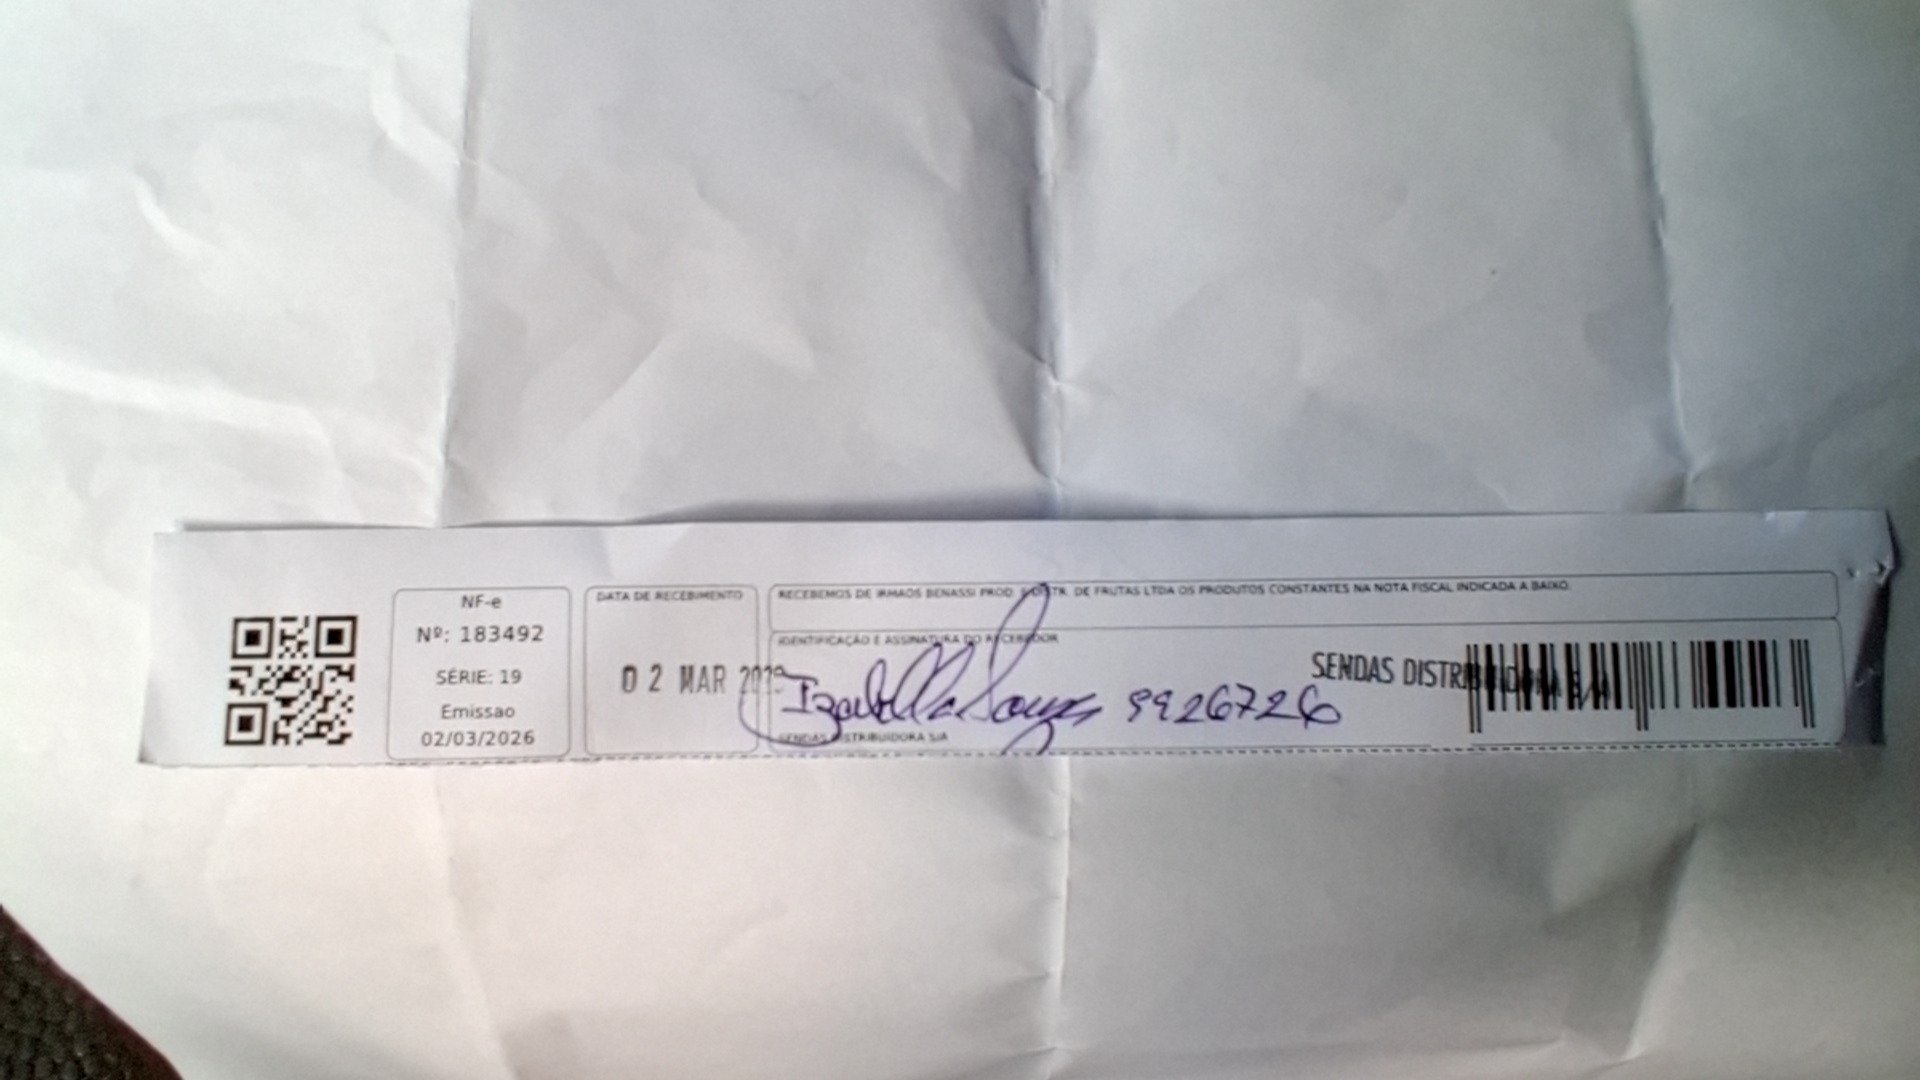 NF-e
Nº: 183492
SÉRIE: 19
Emissao
02/03/2026
DATA DE RECEBIMENTO
02 MAR
RECEBEMOS DE IRMAOS BENASSI PROD. E DISTR. DE FRUTAS LTDA OS PRODUTOS CONSTANTES NA NOTA FISCAL INDICADA A BAIXO.
IDENTIFICAÇÃO E ASSINATURA DO RECEBEDOR
Izabella Souza 9926726
SENDAS DISTRIBUIDORA S/A
SENDAS DISTRIBUIDORA S/A